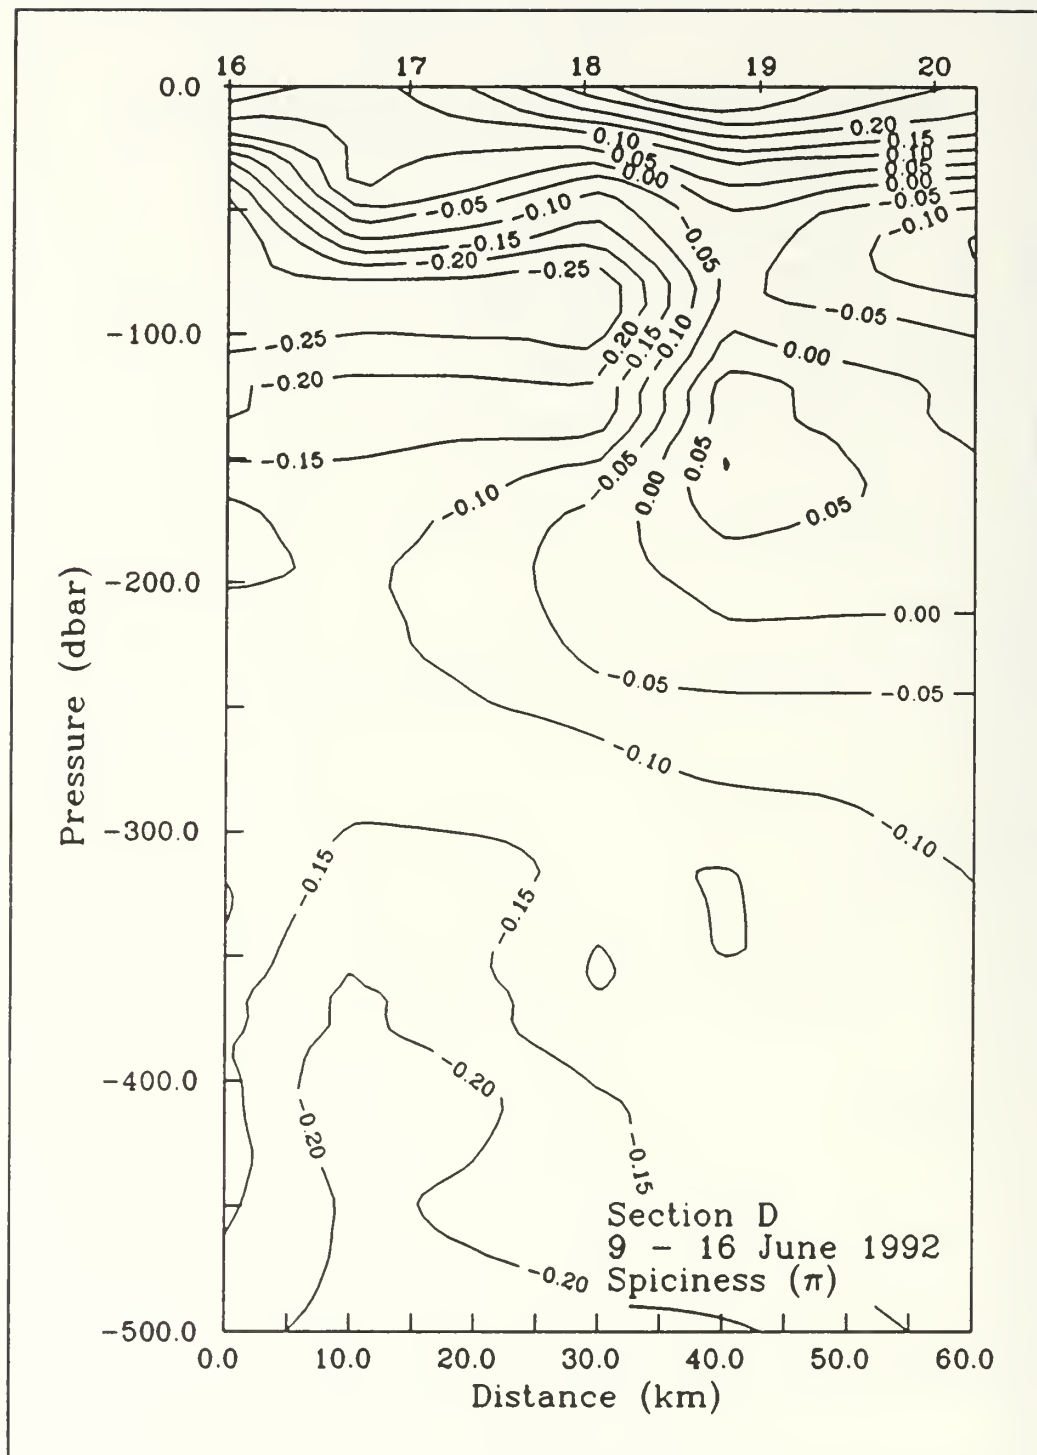 16 17 18 19 20
0.0
0.20
0.10 0.15
0.05 0.10
0.00 0.05
0.00
-0.05 -0.10 -0.05
-0.15 -0.05 -0.10
-0.20
-0.25
-0.05
-100.0
-0.25 -0.20 -0.15 -0.10 0.00
-0.20
0.05
-0.15 -0.05
-0.10 0.00 0.05
Pressure (dbar)
-200.0
0.00
-0.05 -0.05
-0.10
-300.0
-0.10
-0.15 -0.15
-400.0
-0.20
-0.20
-0.15
Section D
9 - 16 June 1992
-0.20 Spiciness (π)
-500.0
0.0 10.0 20.0 30.0 40.0 50.0 60.0
Distance (km)